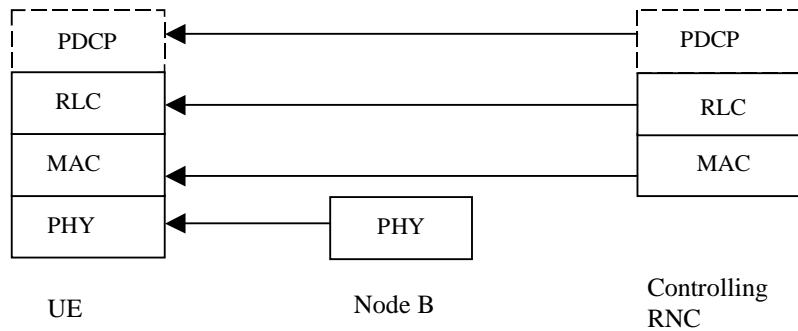 PDCP
PDCP
RLC
RLC
MAC
MAC
PHY
PHY
UE
Node B
Controlling
RNC